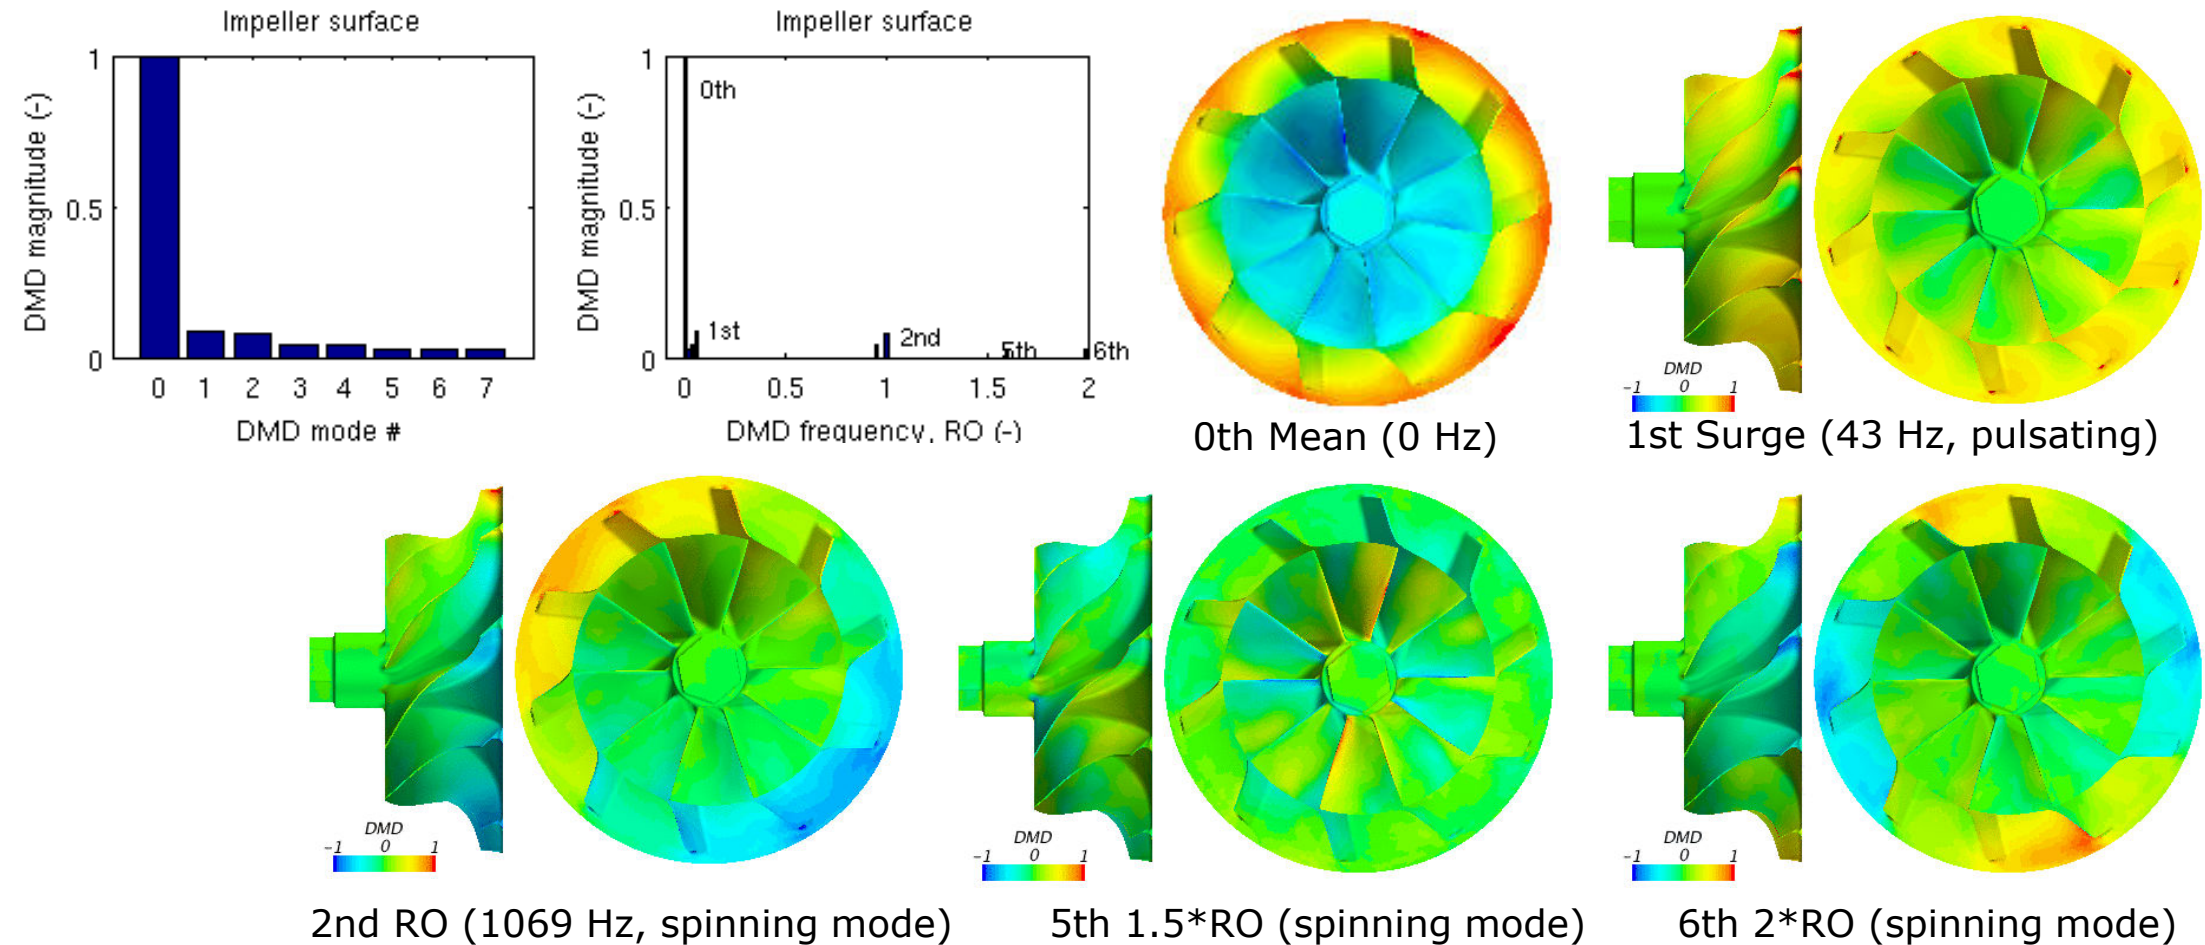 Impeller surface
DMD magnitude (-)
1
0.5
0
0 1 2 3 4 5 6 7
DMD mode #
Impeller surface
DMD magnitude (-)
1
0.5
0
0th
1st
2nd
5th
6th
0 0.5 1 1.5 2
DMD frequency, RO (-)
0th Mean (0 Hz)
DMD
-1 0 1
1st Surge (43 Hz, pulsating)
DMD
-1 0 1
2nd RO (1069 Hz, spinning mode)
DMD
-1 0 1
5th 1.5*RO (spinning mode)
DMD
-1 0 1
6th 2*RO (spinning mode)